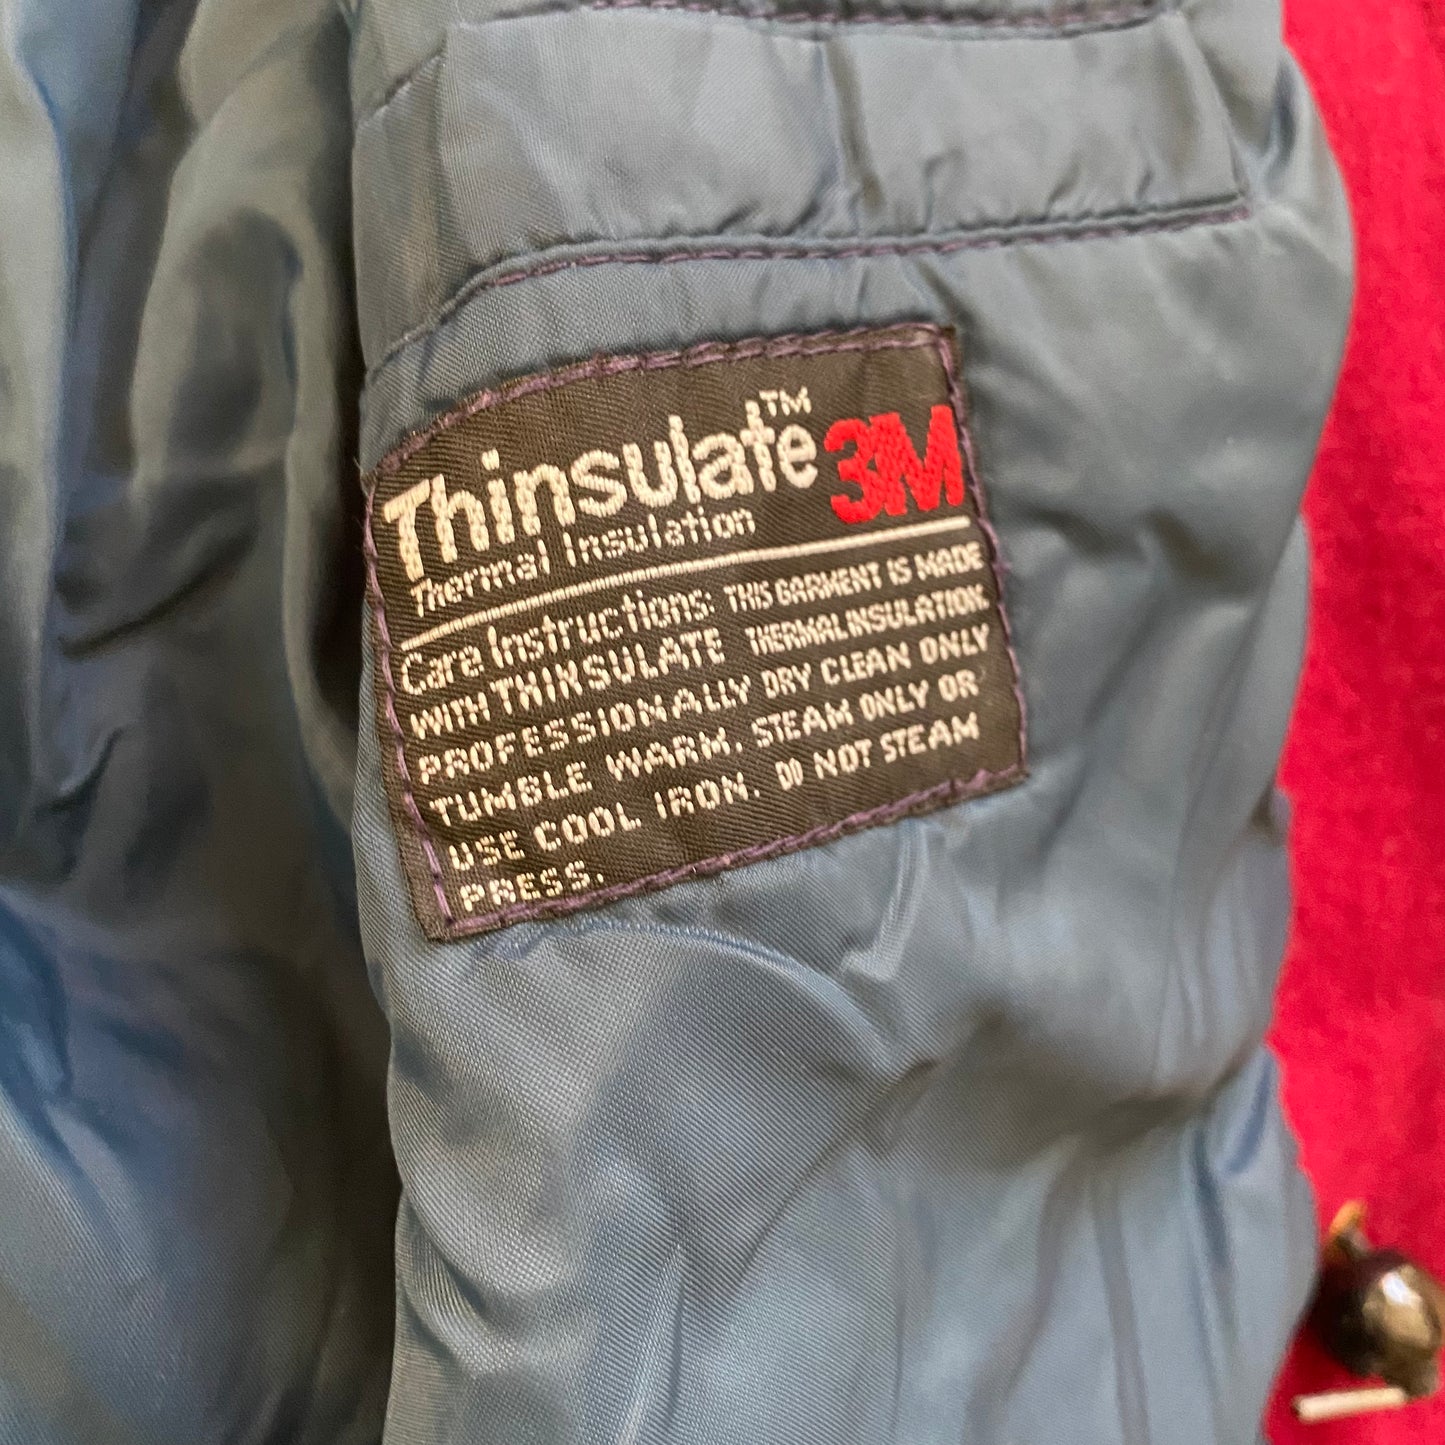 Thinsulate™ 3M
Thermal Insulation
Care Instructions: THIS GARMENT IS MADE
WITH THINSULATE THERMAL INSULATION.
PROFESSIONALLY DRY CLEAN ONLY
TUMBLE WARM. STEAM ONLY OR
USE COOL IRON. DO NOT STEAM
PRESS.